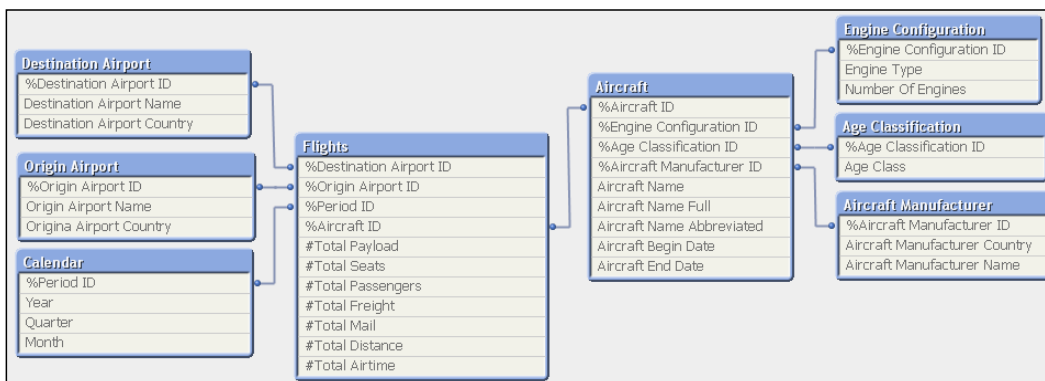 Destination Airport
%Destination Airport ID
Destination Airport Name
Destination Airport Country
Origin Airport
%Origin Airport ID
Origin Airport Name
Origina Airport Country
Calendar
%Period ID
Year
Quarter
Month
Flights
%Destination Airport ID
%Origin Airport ID
%Period ID
%Aircraft ID
#Total Payload
#Total Seats
#Total Passengers
#Total Freight
#Total Mail
#Total Distance
#Total Airtime
Aircraft
%Aircraft ID
%Engine Configuration ID
%Age Classification ID
%Aircraft Manufacturer ID
Aircraft Name
Aircraft Name Full
Aircraft Name Abbreviated
Aircraft Begin Date
Aircraft End Date
Engine Configuration
%Engine Configuration ID
Engine Type
Number Of Engines
Age Classification
%Age Classification ID
Age Class
Aircraft Manufacturer
%Aircraft Manufacturer ID
Aircraft Manufacturer Country
Aircraft Manufacturer Name